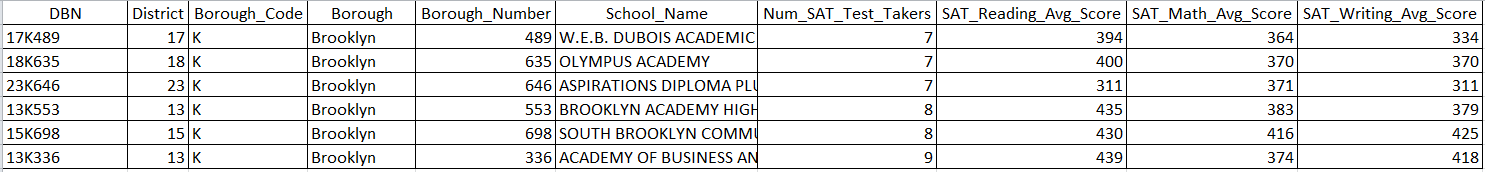 DBN District Borough_Code Borough Borough_Number School_Name Num_SAT_Test_Takers SAT_Reading_Avg_Score SAT_Math_Avg_Score SAT_Writing_Avg_Score
17K489 17 K Brooklyn 489 W.E.B. DUBOIS ACADEMIC 7 394 364 334
18K635 18 K Brooklyn 635 OLYMPUS ACADEMY 7 400 370 370
23K646 23 K Brooklyn 646 ASPIRATIONS DIPLOMA PLU 7 311 371 311
13K553 13 K Brooklyn 553 BROOKLYN ACADEMY HIGH 8 435 383 379
15K698 15 K Brooklyn 698 SOUTH BROOKLYN COMMU 8 430 416 425
13K336 13 K Brooklyn 336 ACADEMY OF BUSINESS AN 9 439 374 418